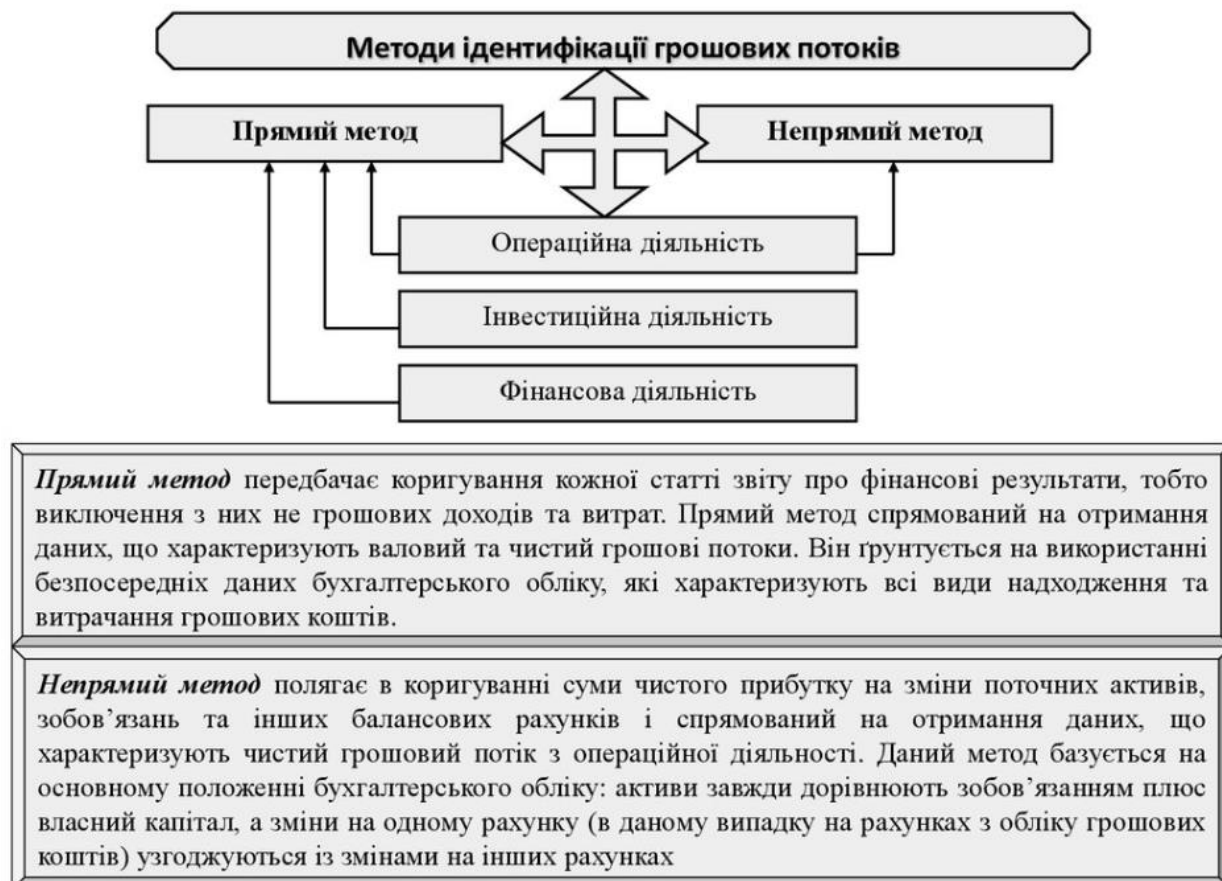 Методи ідентифікації грошових потоків
Прямий метод
Непрямий метод
Операційна діяльність
Інвестиційна діяльність
Фінансова діяльність
Прямий метод передбачає коригування кожної статті звіту про фінансові результати, тобто
виключення з них не грошових доходів та витрат. Прямий метод спрямований на отримання
даних, що характеризують валовий та чистий грошові потоки. Він ґрунтується на використанні
безпосередніх даних бухгалтерського обліку, які характеризують всі види надходження та
витрачання грошових коштів.
Непрямий метод полягає в коригуванні суми чистого прибутку на зміни поточних активів,
зобов’язань та інших балансових рахунків і спрямований на отримання даних, що
характеризують чистий грошовий потік з операційної діяльності. Даний метод базується на
основному положенні бухгалтерського обліку: активи завжди дорівнюють зобов’язанням плюс
власний капітал, а зміни на одному рахунку (в даному випадку на рахунках з обліку грошових
коштів) узгоджуються із змінами на інших рахунках